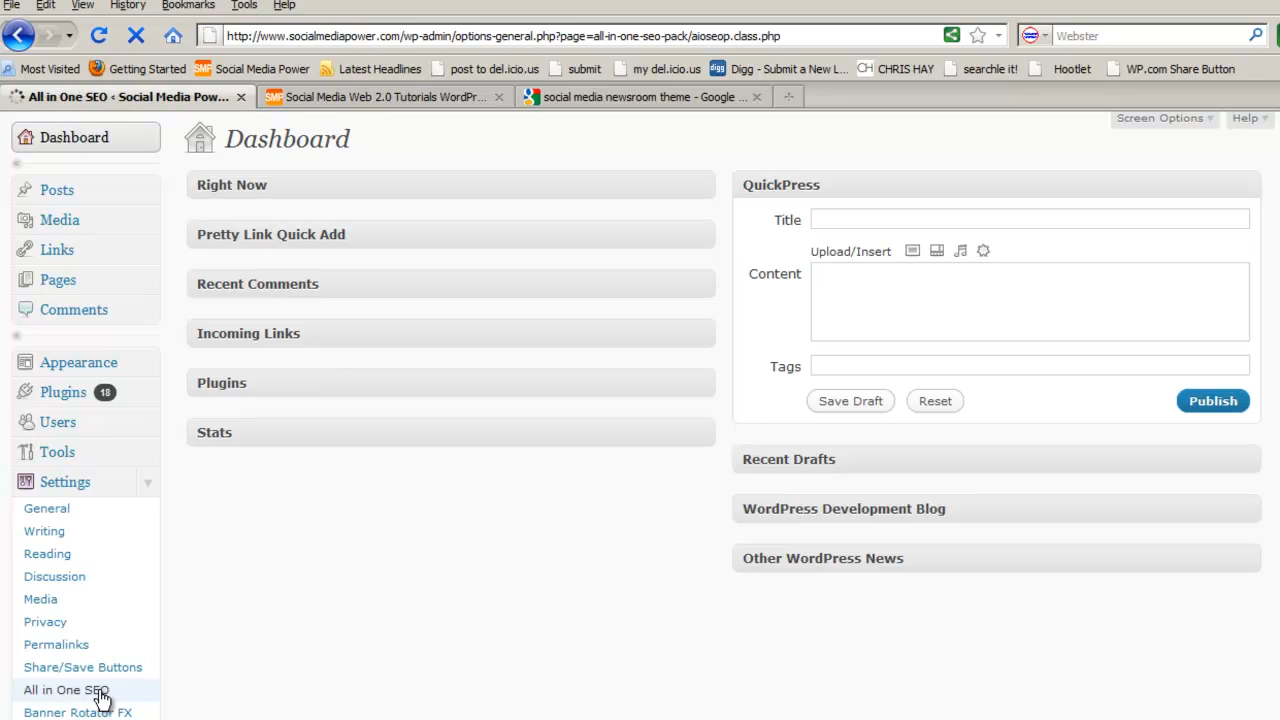 File Edit View History Bookmarks Tools Help
http://www.socialmediapower.com/wp-admin/options-general.php?page=all-in-one-seo-pack/aioseop.class.php
Webster
Most Visited Getting Started Social Media Power Latest Headlines post to del.icio.us submit my del.icio.us Digg - Submit a New L... CHRIS HAY searchle it! Hootlet WP.com Share Button
All in One SEO < Social Media Pow... Social Media Web 2.0 Tutorials WordPr... social media newsroom theme - Google ...
Screen Options Help
Dashboard
Dashboard
Posts
Media
Links
Pages
Comments
Appearance
Plugins 18
Users
Tools
Settings
General
Writing
Reading
Discussion
Media
Privacy
Permalinks
Share/Save Buttons
All in One SEO
Banner Rotator FX
Right Now
Pretty Link Quick Add
Recent Comments
Incoming Links
Plugins
Stats
QuickPress
Title
Upload/Insert
Content
Tags
Save Draft Reset Publish
Recent Drafts
WordPress Development Blog
Other WordPress News